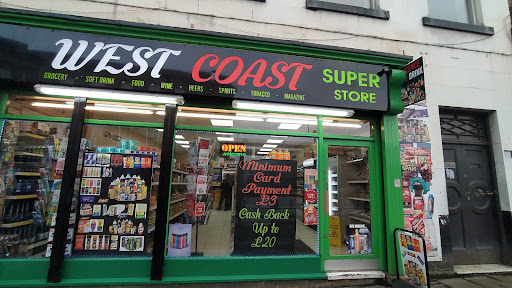 WEST COAST
SUPER
STORE
GROCERY - SOFT DRINK - FOOD - WINE - BEERS - SPIRITS - TOBACCO - MAGAZINE
OPEN
welcome
Minimum
Card
Payment
£3
Cash Back
Up to
£20